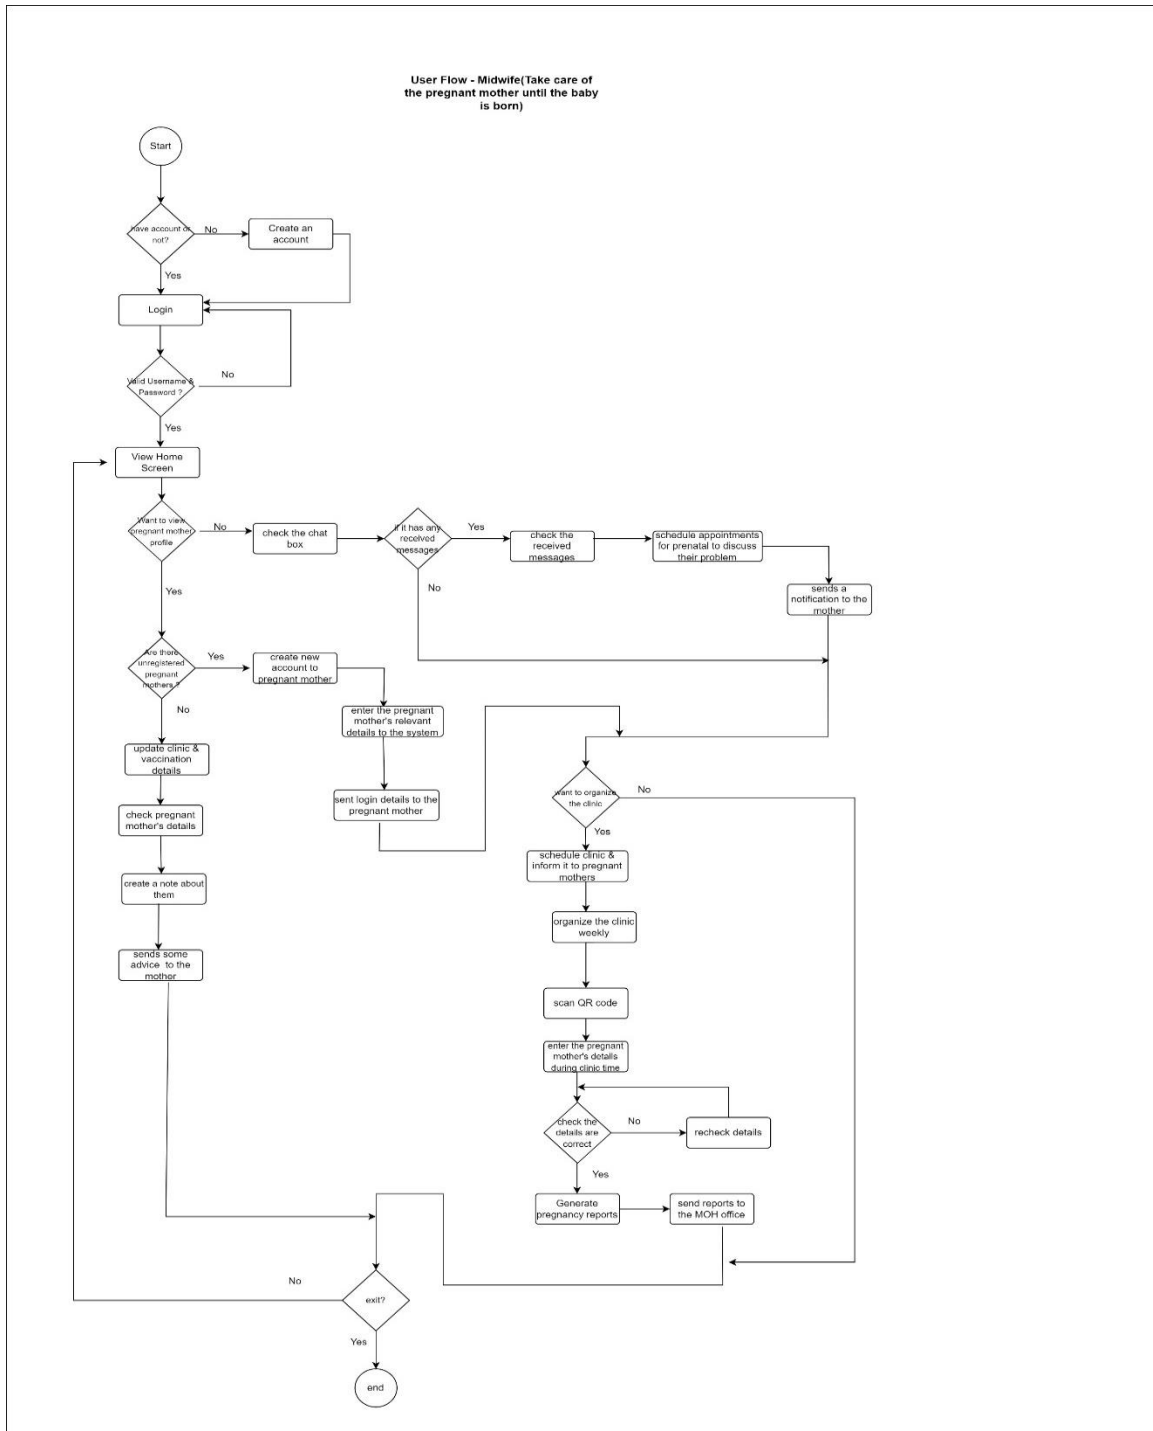 User Flow - Midwife(Take care of
the pregnant mother until the baby
is born)
Start
have account or
not?
No
Create an
account
Yes
Login
Valid Username &
Password ?
No
Yes
View Home
Screen
Want to view
pregnant mother
profile
No
check the chat
box
if it has any
received
messages
Yes
check the
received
messages
schedule appointments
for prenatal to discuss
their problem
sends a
notification to the
mother
No
Yes
Are there
unregistered
pregnant
mothers ?
Yes
create new
account to
pregnant mother
enter the pregnant
mother's relevant
details to the system
sent login details to the
pregnant mother
No
update clinic &
vaccination
details
check pregnant
mother's details
create a note about
them
sends some
advice to the
mother
want to organize
the clinic
No
Yes
schedule clinic &
inform it to pregnant
mothers
organize the clinic
weekly
scan QR code
enter the pregnant
mother's details
during clinic time
check the
details are
correct
No
recheck details
Yes
Generate
pregnancy reports
send reports to
the MOH office
No
exit?
Yes
end